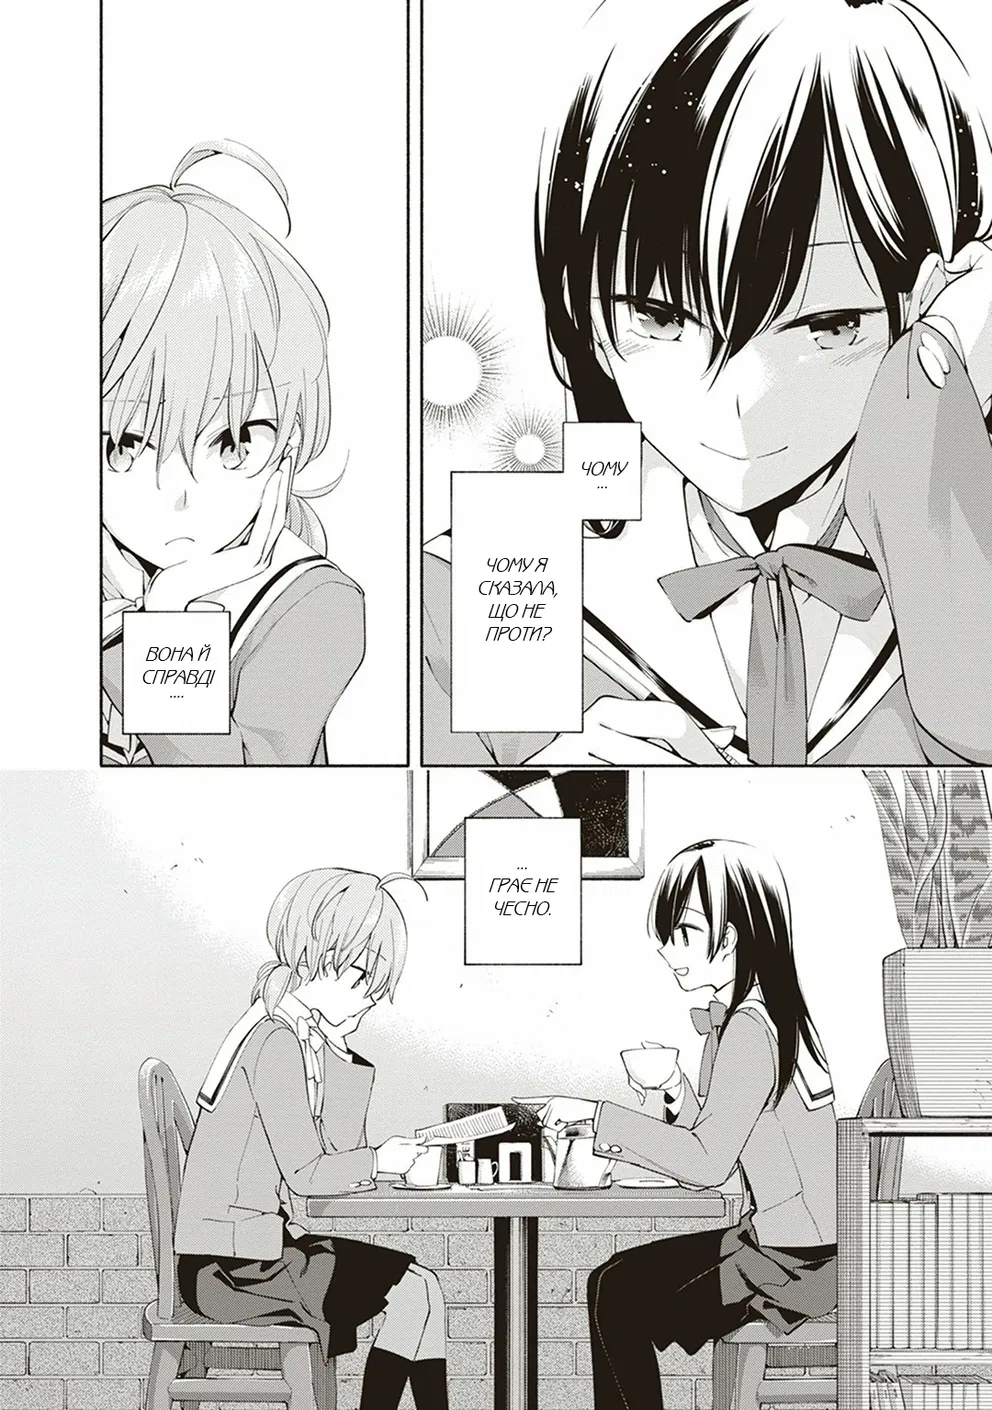 ЧОМУ
...
ЧОМУ Я
СКАЗАЛА,
ЩО НЕ
ПРОТИ?
ВОНА Й
СПРАВДІ
....
...
ГРАЄ НЕ
ЧЕСНО.